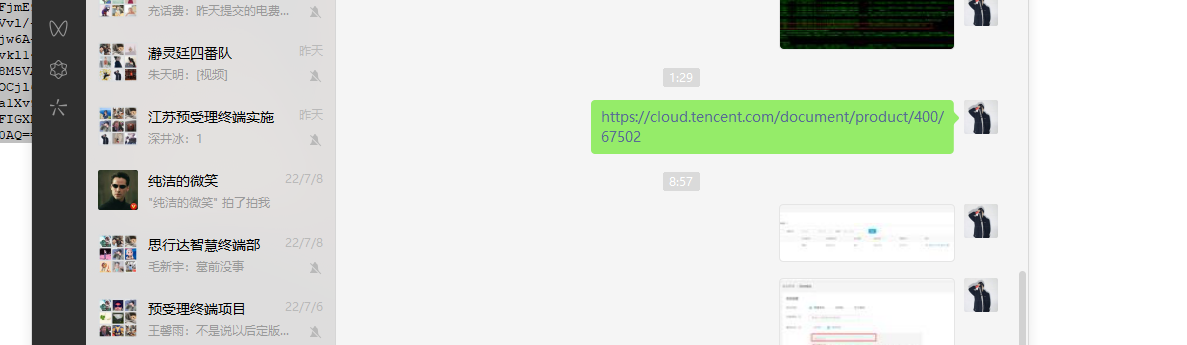 FjmE
Vvl/
jw6A
vkll
8M5V
OCjl
alXv
FIGX
0AQ==
充话费：昨天提交的电费...
瀞灵廷四番队
昨天
朱天明：[视频]
江苏预受理终端实施
昨天
深井冰：1
纯洁的微笑
22/7/8
"纯洁的微笑" 拍了拍我
思行达智慧终端部
22/7/8
毛新宇：墓前没事
预受理终端项目
22/7/6
王馨雨：不是说以后定版...
1:29
https://cloud.tencent.com/document/product/400/
67502
8:57